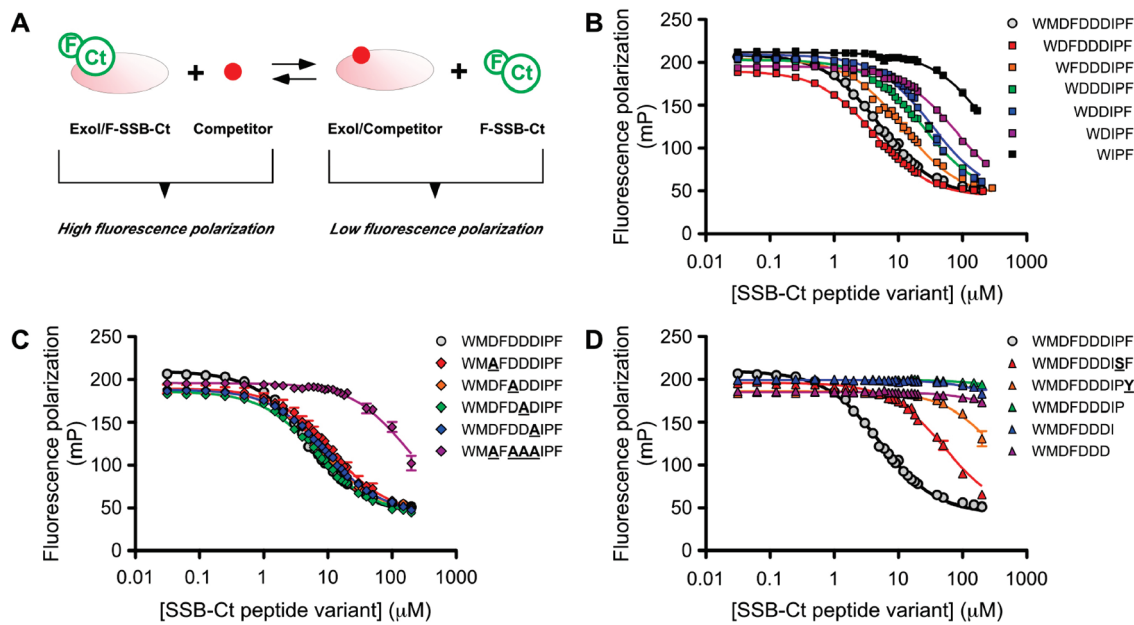 A
F
Ct
+
F
Ct
+
ExoI/F-SSB-Ct Competitor ExoI/Competitor F-SSB-Ct
High fluorescence polarization Low fluorescence polarization
B
Fluorescence polarization
(mP)
250
200
150
100
50
0
0.01 0.1 1 10 100 1000
[SSB-Ct peptide variant] (μM)
WMDFDDDIPF
WDFDDDIPF
WFDDDIPF
WDDDIPF
WDDIPF
WDIPF
WIPF
C
Fluorescence polarization
(mP)
250
200
150
100
50
0
0.01 0.1 1 10 100 1000
[SSB-Ct peptide variant] (μM)
WMDFDDDIPF
WMAFDDDIPF
WMDFADDIPF
WMDFDADIPF
WMDFDDAIPF
WMAFAAAIPF
D
Fluorescence polarization
(mP)
250
200
150
100
50
0
0.01 0.1 1 10 100 1000
[SSB-Ct peptide variant] (μM)
WMDFDDDIPF
WMDFDDDISF
WMDFDDDIPY
WMDFDDDIP
WMDFDDDI
WMDFDDD